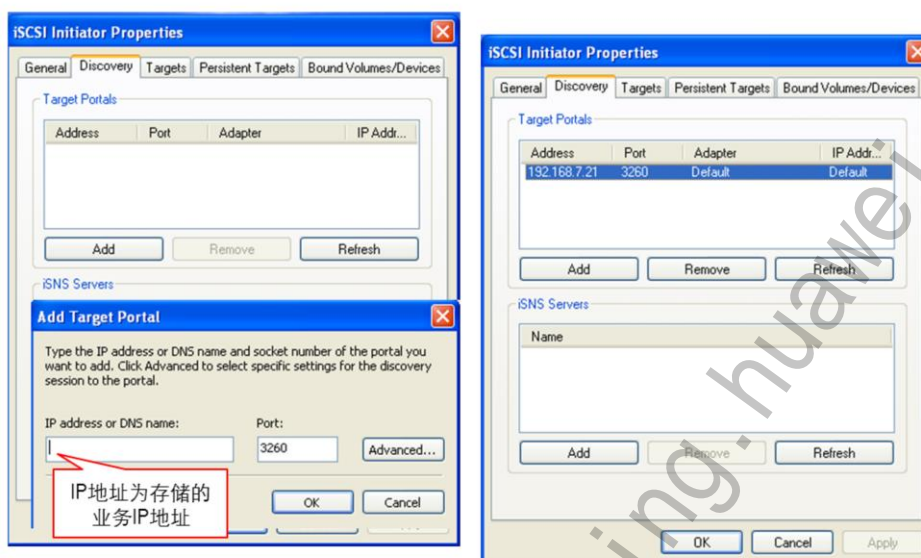 iSCSI Initiator Properties
General Discovery Targets Persistent Targets Bound Volumes/Devices
Target Portals
Address Port Adapter IP Addr...
Add Remove Refresh
iSNS Servers
Add Target Portal
Type the IP address or DNS name and socket number of the portal you
want to add. Click Advanced to select specific settings for the discovery
session to the portal.
IP address or DNS name: Port:
3260 Advanced...
IP地址为存储的
业务IP地址
OK Cancel
iSCSI Initiator Properties
General Discovery Targets Persistent Targets Bound Volumes/Devices
Target Portals
Address Port Adapter IP Addr...
192.168.7.21 3260 Default Default
Add Remove Refresh
iSNS Servers
Name
Add Remove Refresh
OK Cancel Apply
ing.huawei